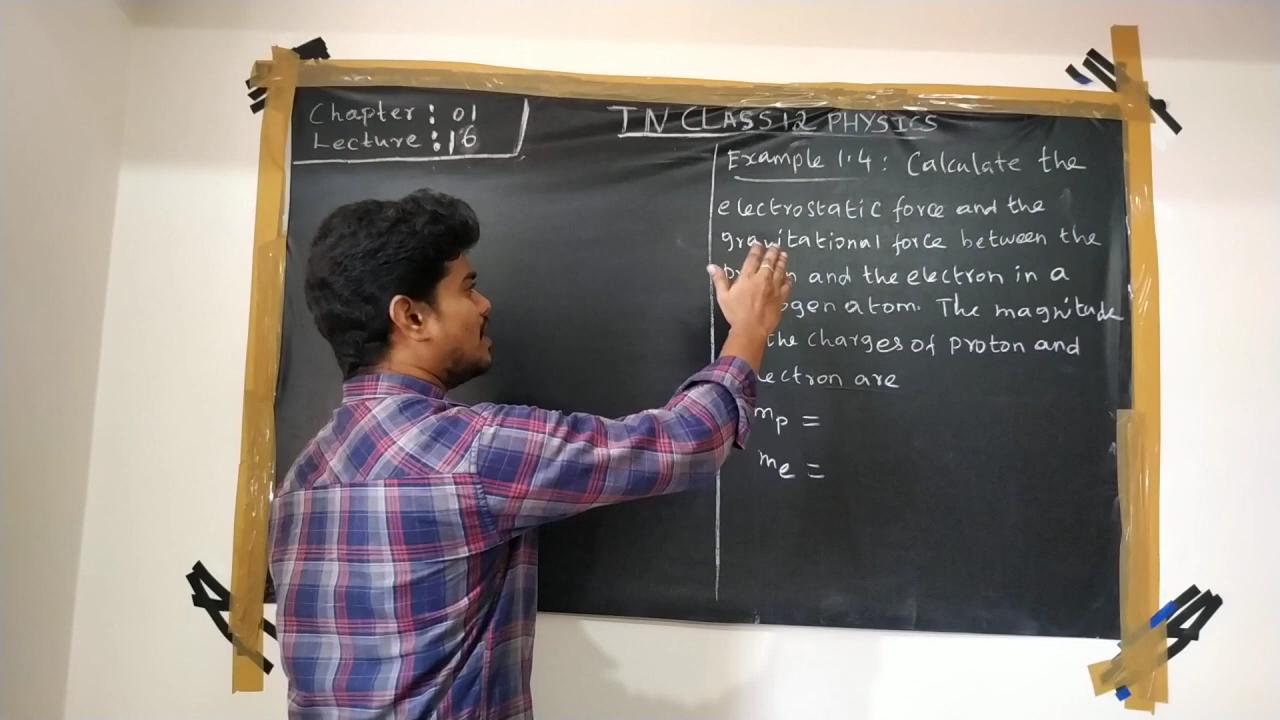 Chapter : 01
Lecture : 16
TN CLASS 12 PHYSICS
Example 1.4 : Calculate the
electrostatic force and the
gravitational force between the
and the electron in a
atom. The magnitude
the charges of proton and
are
mp =
me =